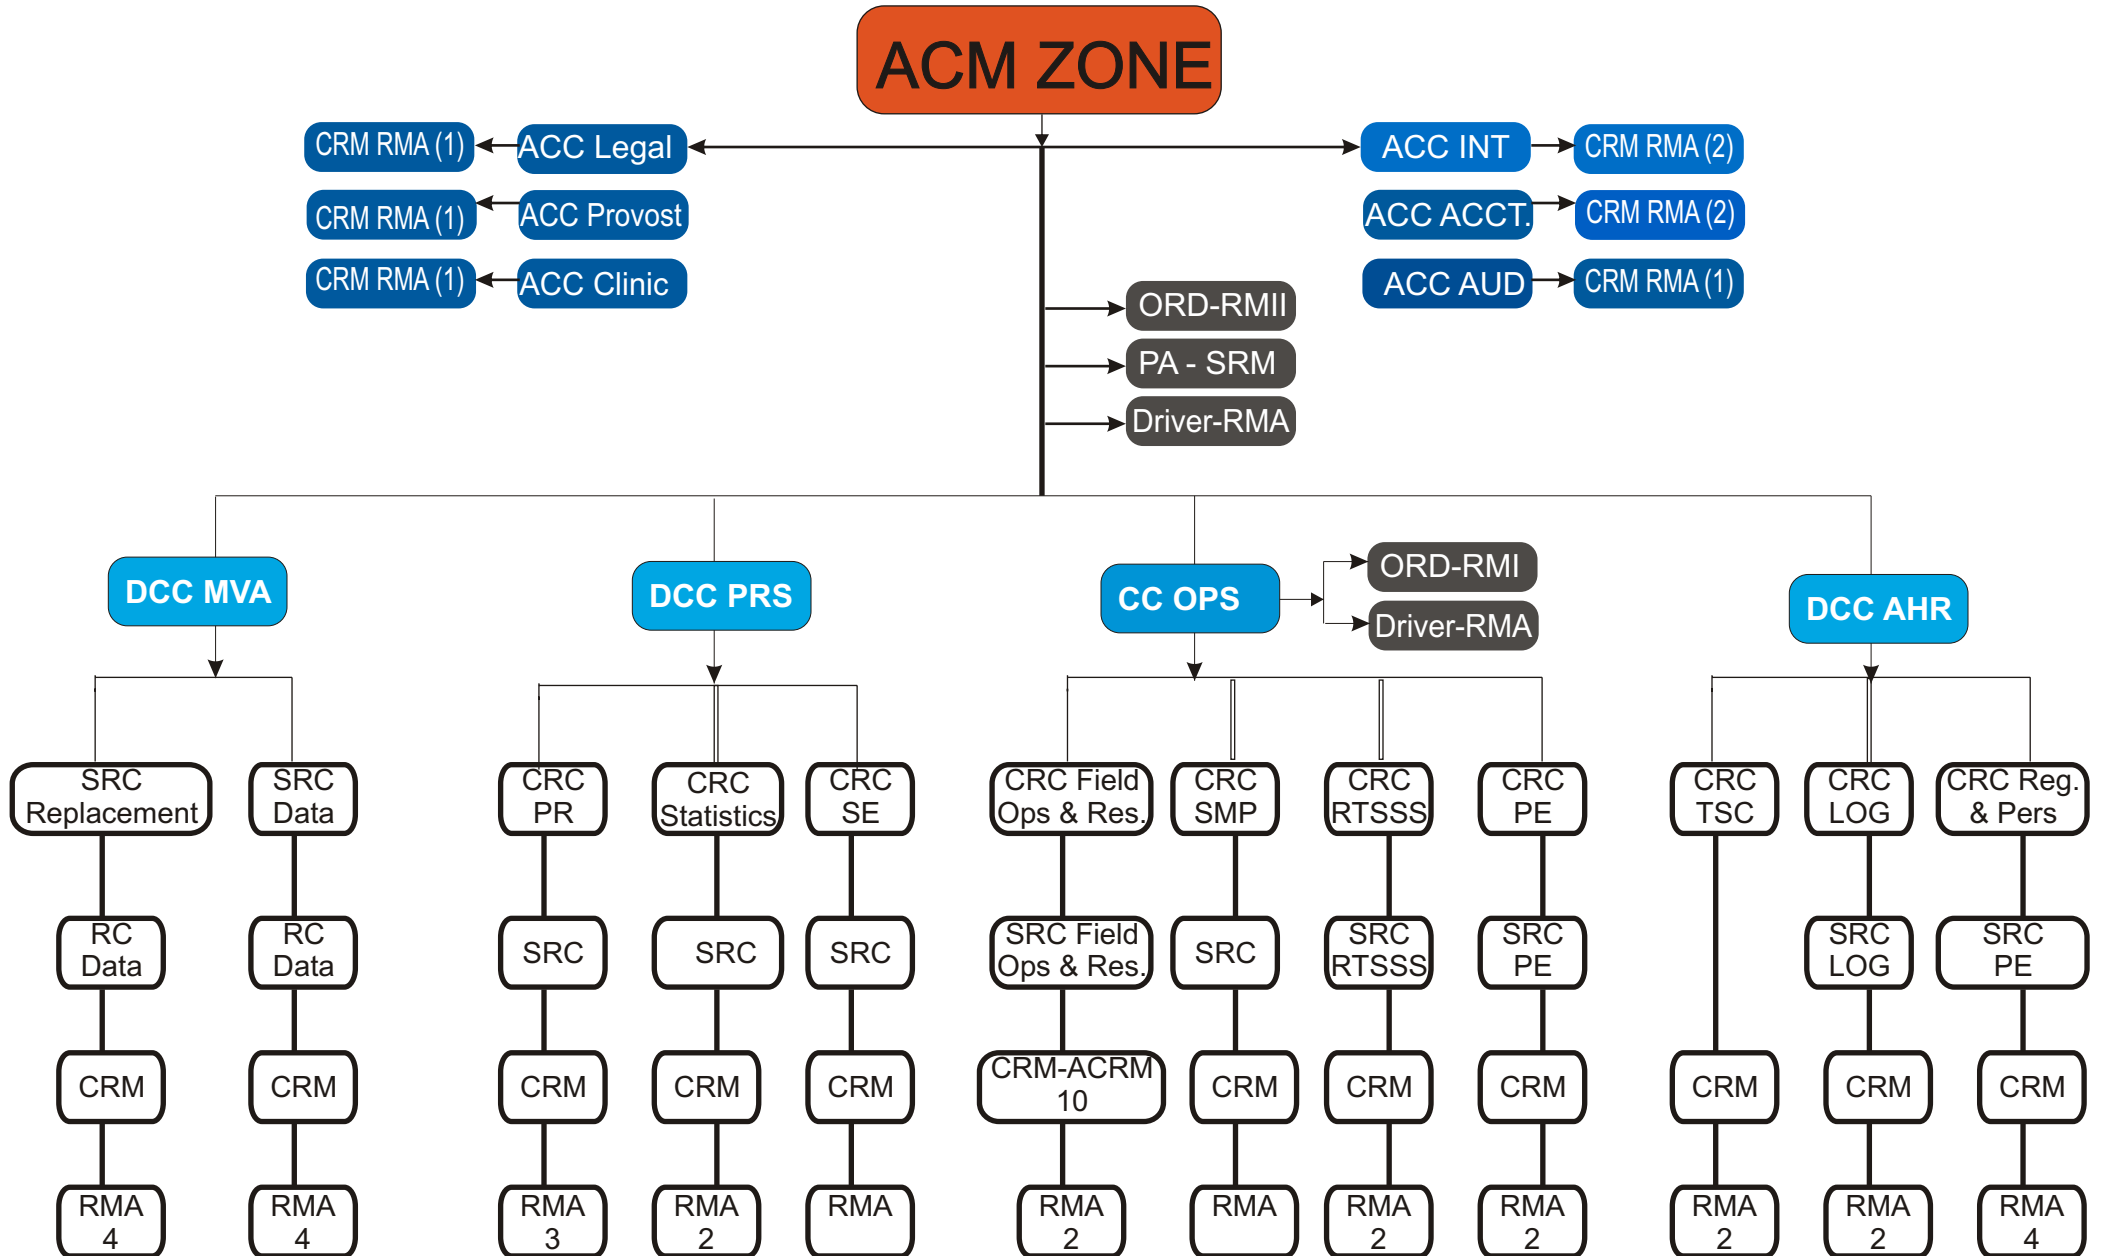 ACM ZONE
CRM RMA (1)
ACC Legal
ACC INT
CRM RMA (2)
CRM RMA (1)
ACC Provost
ACC ACCT.
CRM RMA (2)
CRM RMA (1)
ACC Clinic
ACC AUD
CRM RMA (1)
ORD-RMII
PA - SRM
Driver-RMA
DCC MVA
DCC PRS
CC OPS
ORD-RMI
Driver-RMA
DCC AHR
SRC
Replacement
SRC
Data
CRC
PR
CRC
Statistics
CRC
SE
CRC Field
Ops & Res.
CRC
SMP
CRC
RTSSS
CRC
PE
CRC
TSC
CRC
LOG
CRC Reg.
& Pers
RC
Data
RC
Data
SRC
SRC
SRC
SRC Field
Ops & Res.
SRC
SRC
RTSSS
SRC
PE
SRC
LOG
SRC
PE
CRM
CRM
CRM
CRM
CRM
CRM-ACRM
10
CRM
CRM
CRM
CRM
CRM
CRM
RMA
4
RMA
4
RMA
3
RMA
2
RMA
RMA
2
RMA
RMA
2
RMA
2
RMA
2
RMA
2
RMA
4